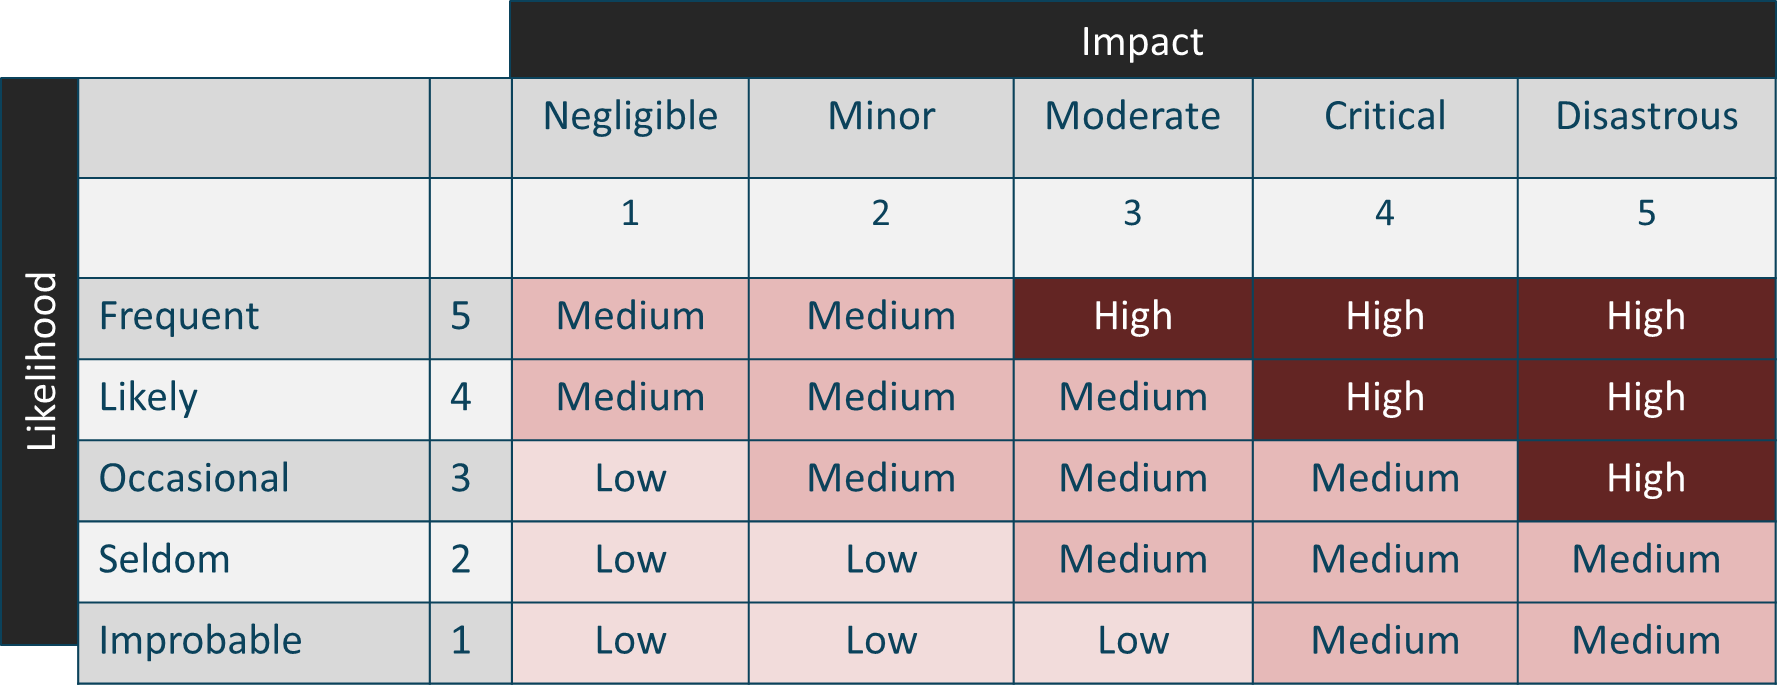 Impact
Likelihood
Negligible Minor Moderate Critical Disastrous
1 2 3 4 5
Frequent 5 Medium Medium High High High
Likely 4 Medium Medium Medium High High
Occasional 3 Low Medium Medium Medium High
Seldom 2 Low Low Medium Medium Medium
Improbable 1 Low Low Low Medium Medium